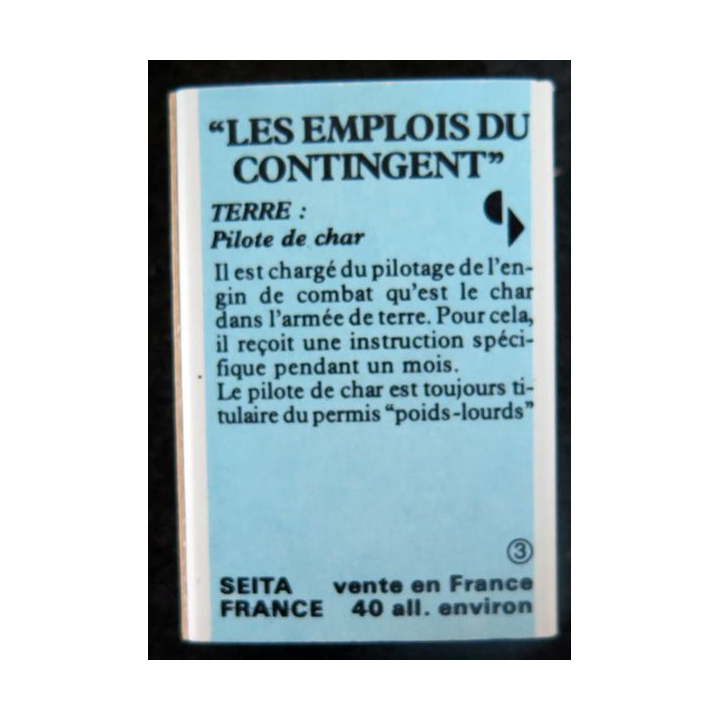 “LES EMPLOIS DU
CONTINGENT”
TERRE :
Pilote de char
Il est chargé du pilotage de l’en-
gin de combat qu’est le char
dans l’armée de terre. Pour cela,
il reçoit une instruction spéci-
fique pendant un mois.
Le pilote de char est toujours ti-
tulaire du permis “poids-lourds”
③
SEITA vente en France
FRANCE 40 all. environ